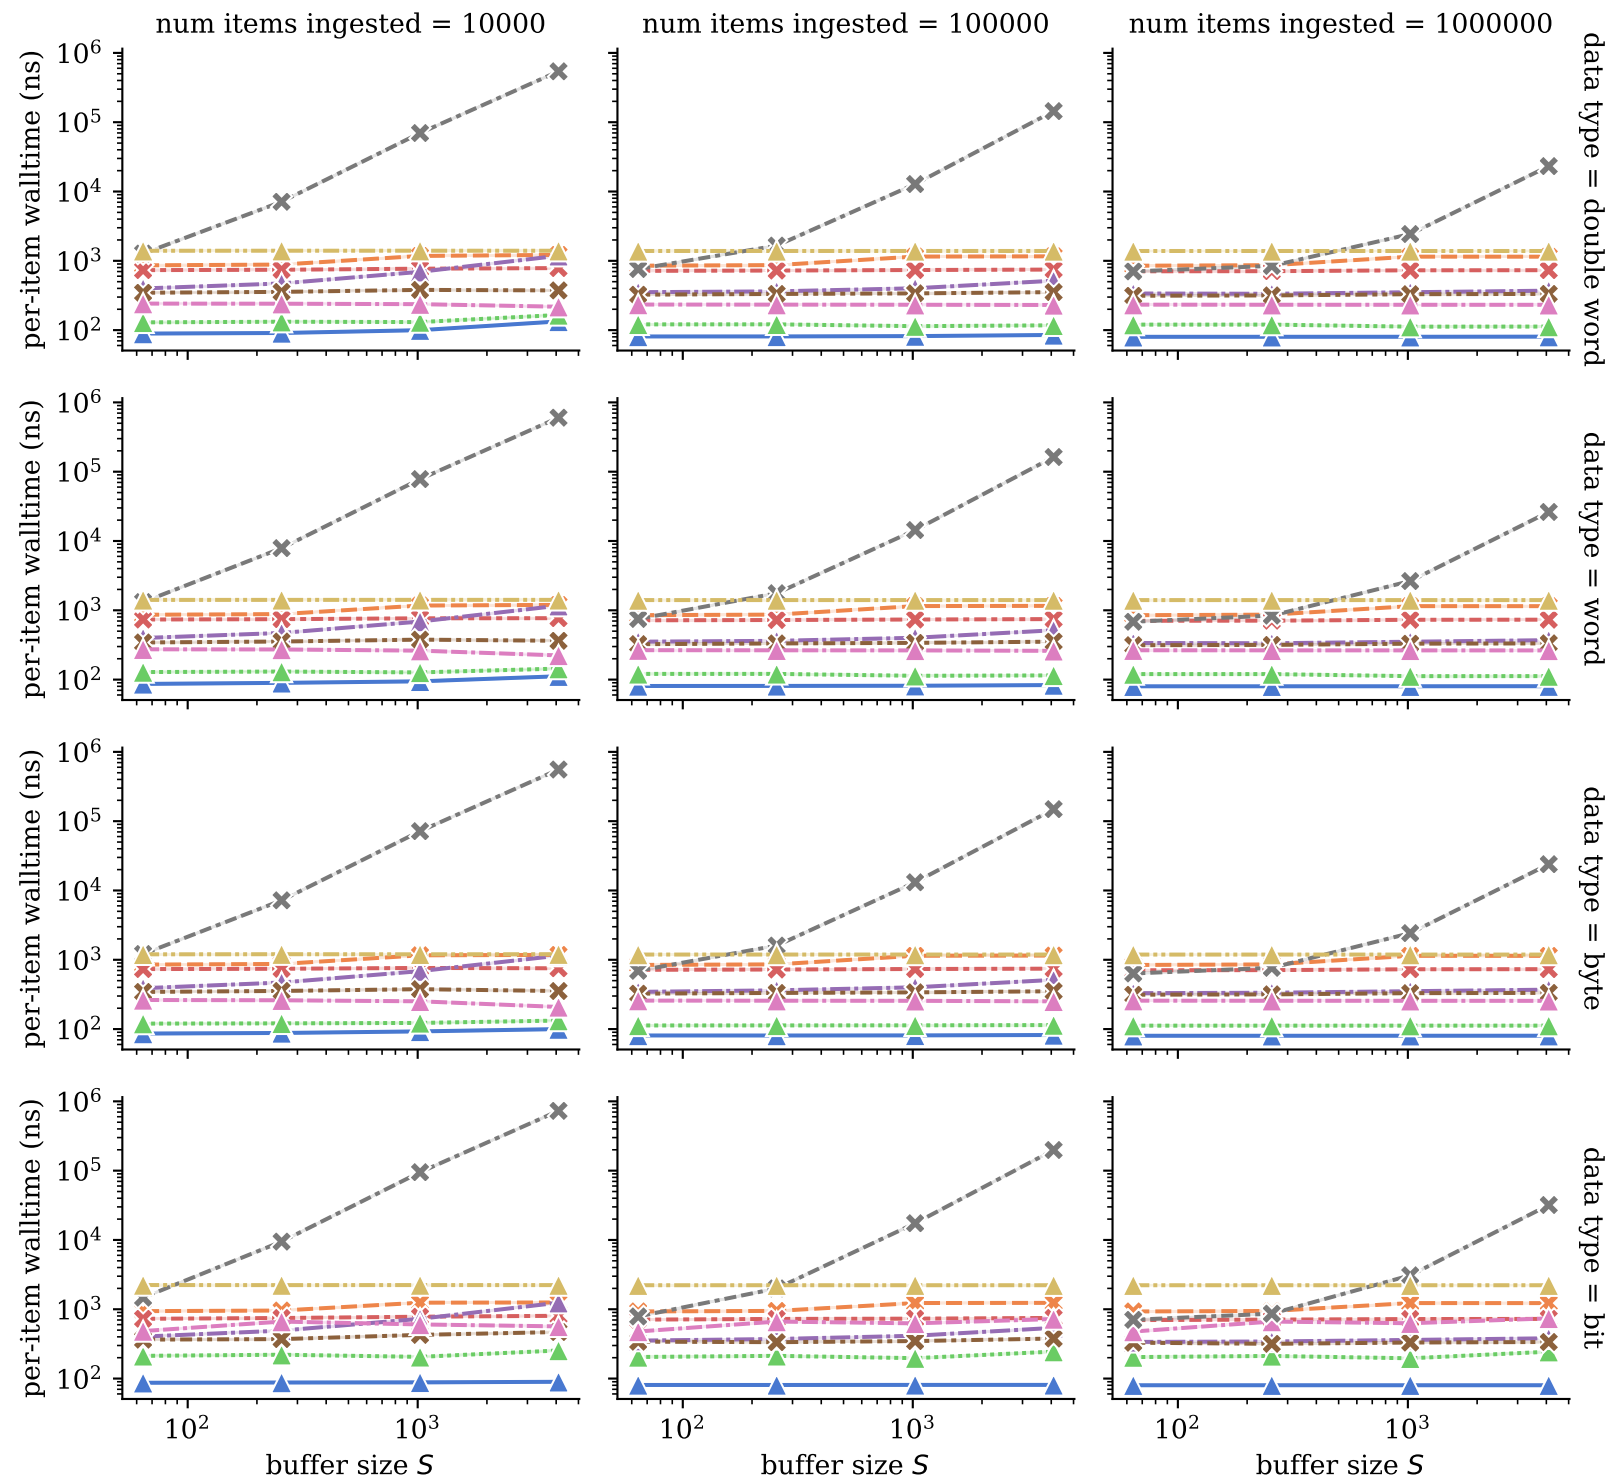 num items ingested = 10000
num items ingested = 100000
num items ingested = 1000000
per-item walltime (ns)
10⁶
10⁵
10⁴
10³
10²
data type = double word
per-item walltime (ns)
10⁶
10⁵
10⁴
10³
10²
data type = word
per-item walltime (ns)
10⁶
10⁵
10⁴
10³
10²
data type = byte
per-item walltime (ns)
10⁶
10⁵
10⁴
10³
10²
data type = bit
10² 10³
10² 10³
10² 10³
buffer size S
buffer size S
buffer size S